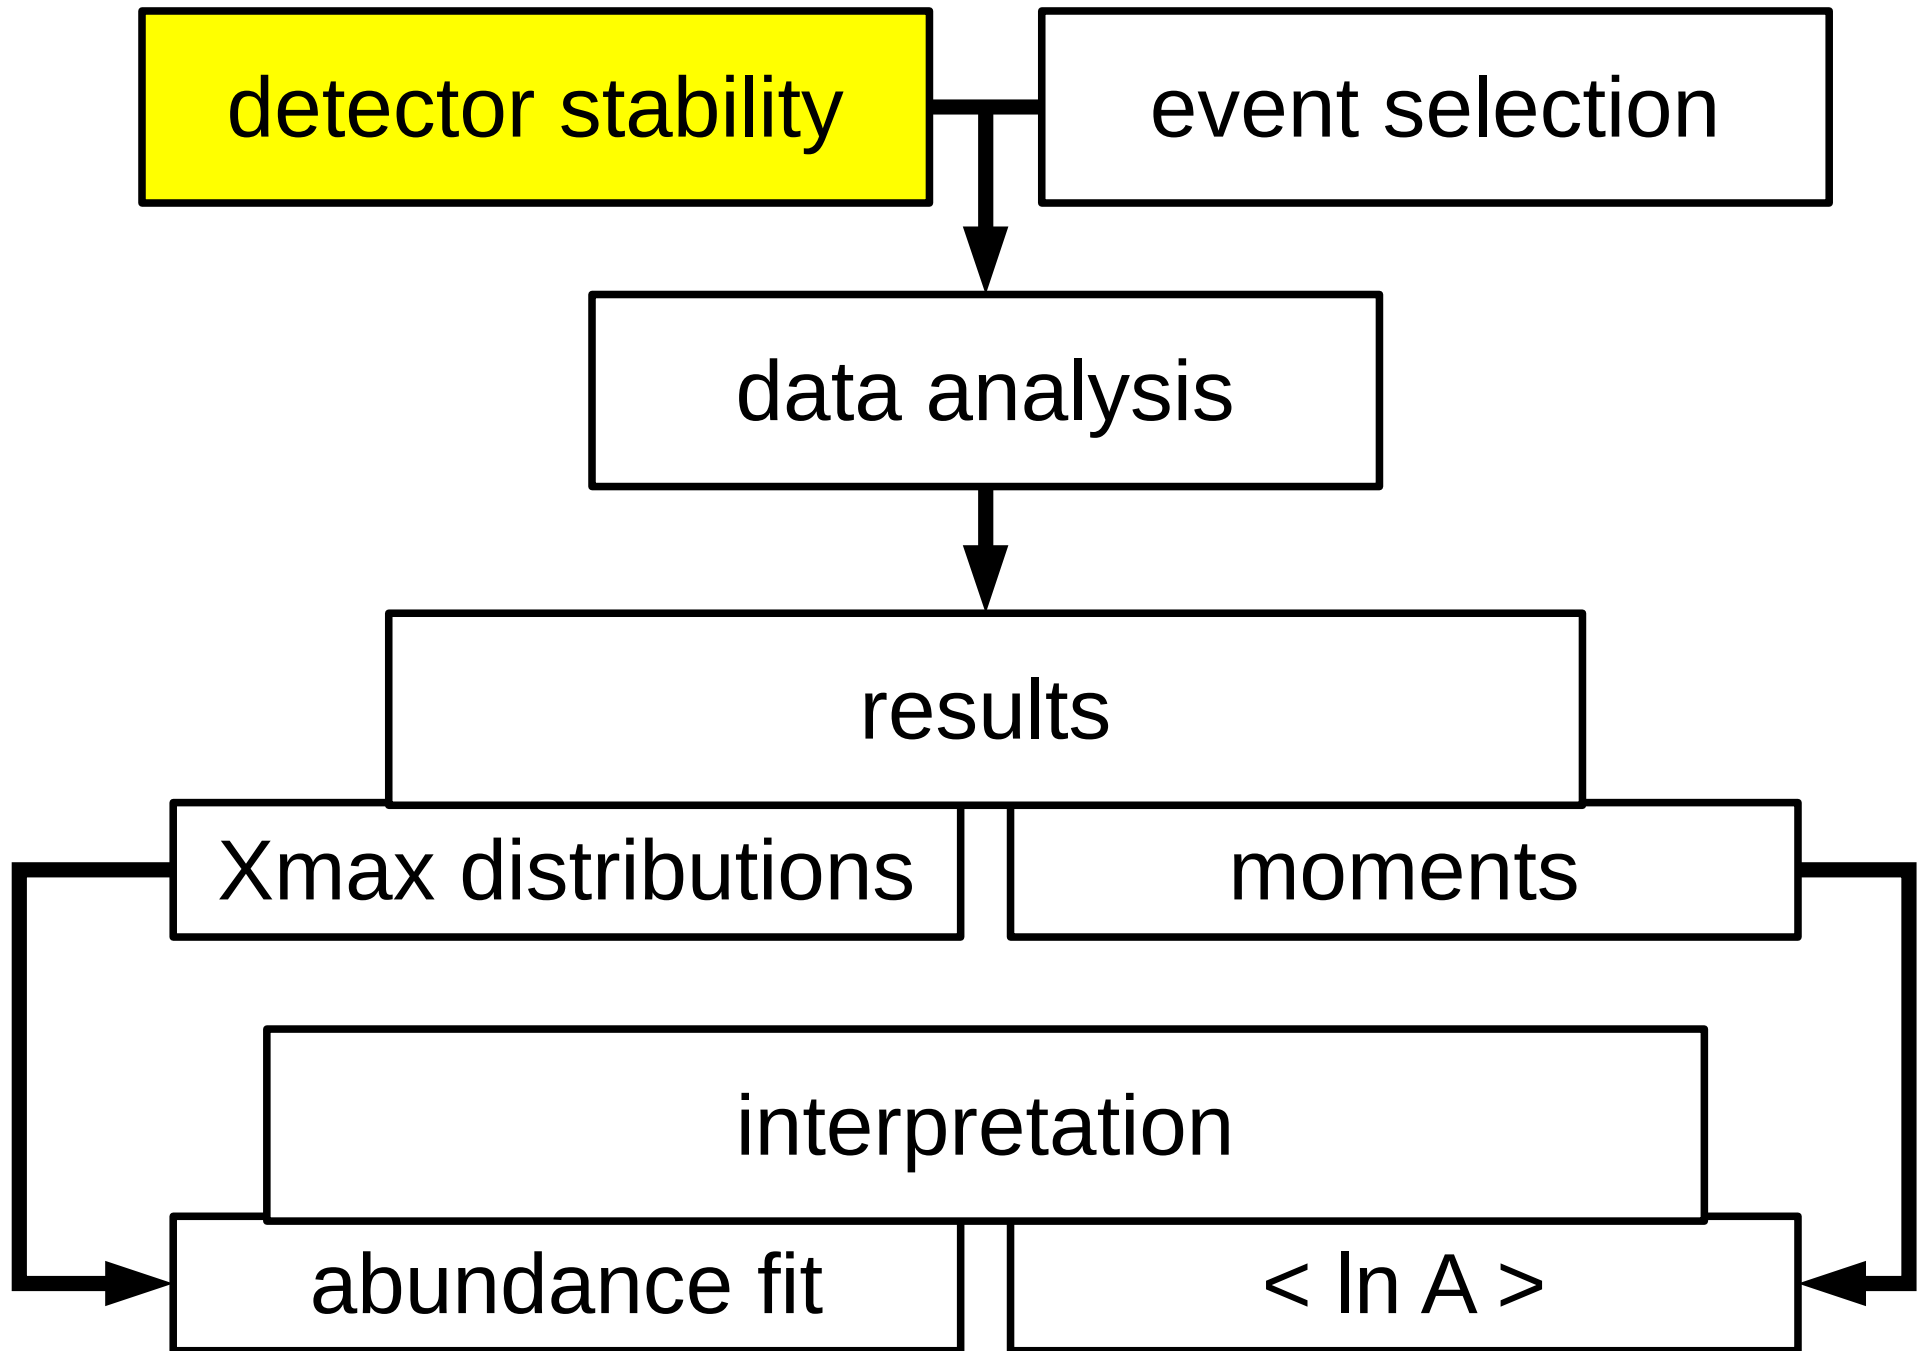 detector stability
event selection
data analysis
results
Xmax distributions
moments
interpretation
abundance fit
< ln A >